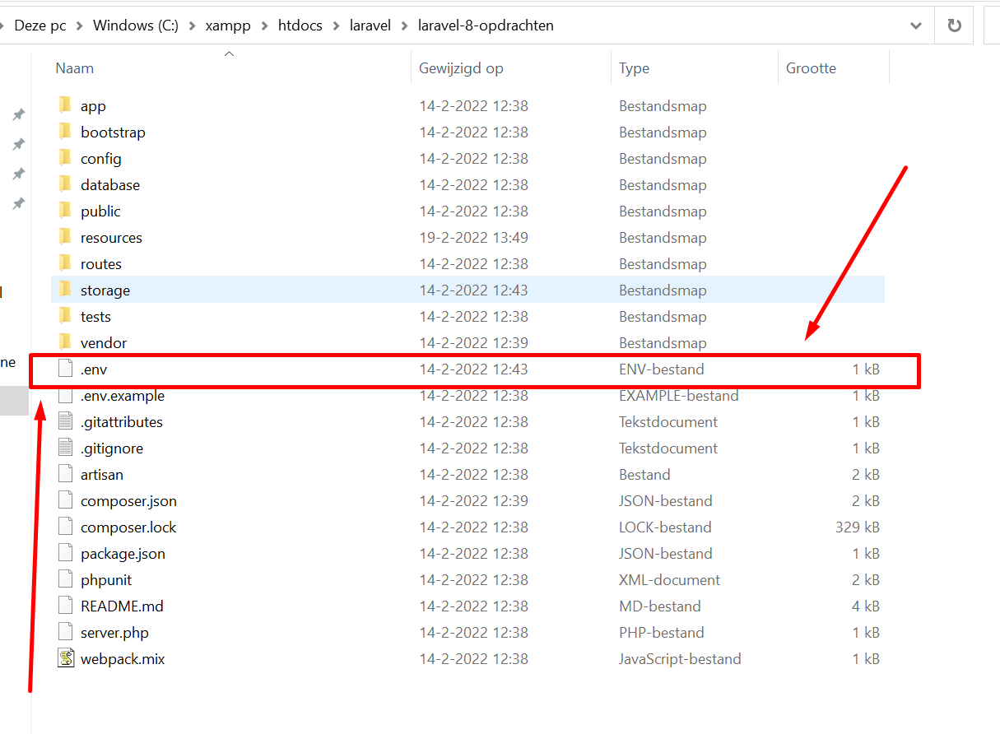 Deze pc > Windows (C:) > xampp > htdocs > laravel > laravel-8-opdrachten
Naam Gewijzigd op Type Grootte
app 14-2-2022 12:38 Bestandsmap
bootstrap 14-2-2022 12:38 Bestandsmap
config 14-2-2022 12:38 Bestandsmap
database 14-2-2022 12:38 Bestandsmap
public 14-2-2022 12:38 Bestandsmap
resources 19-2-2022 13:49 Bestandsmap
routes 14-2-2022 12:38 Bestandsmap
storage 14-2-2022 12:43 Bestandsmap
tests 14-2-2022 12:38 Bestandsmap
vendor 14-2-2022 12:39 Bestandsmap
ne
.env 14-2-2022 12:43 ENV-bestand 1 kB
.env.example 14-2-2022 12:38 EXAMPLE-bestand 1 kB
.gitattributes 14-2-2022 12:38 Tekstdocument 1 kB
.gitignore 14-2-2022 12:38 Tekstdocument 1 kB
artisan 14-2-2022 12:38 Bestand 2 kB
composer.json 14-2-2022 12:39 JSON-bestand 2 kB
composer.lock 14-2-2022 12:38 LOCK-bestand 329 kB
package.json 14-2-2022 12:38 JSON-bestand 1 kB
phpunit 14-2-2022 12:38 XML-document 2 kB
README.md 14-2-2022 12:38 MD-bestand 4 kB
server.php 14-2-2022 12:38 PHP-bestand 1 kB
webpack.mix 14-2-2022 12:38 JavaScript-bestand 1 kB